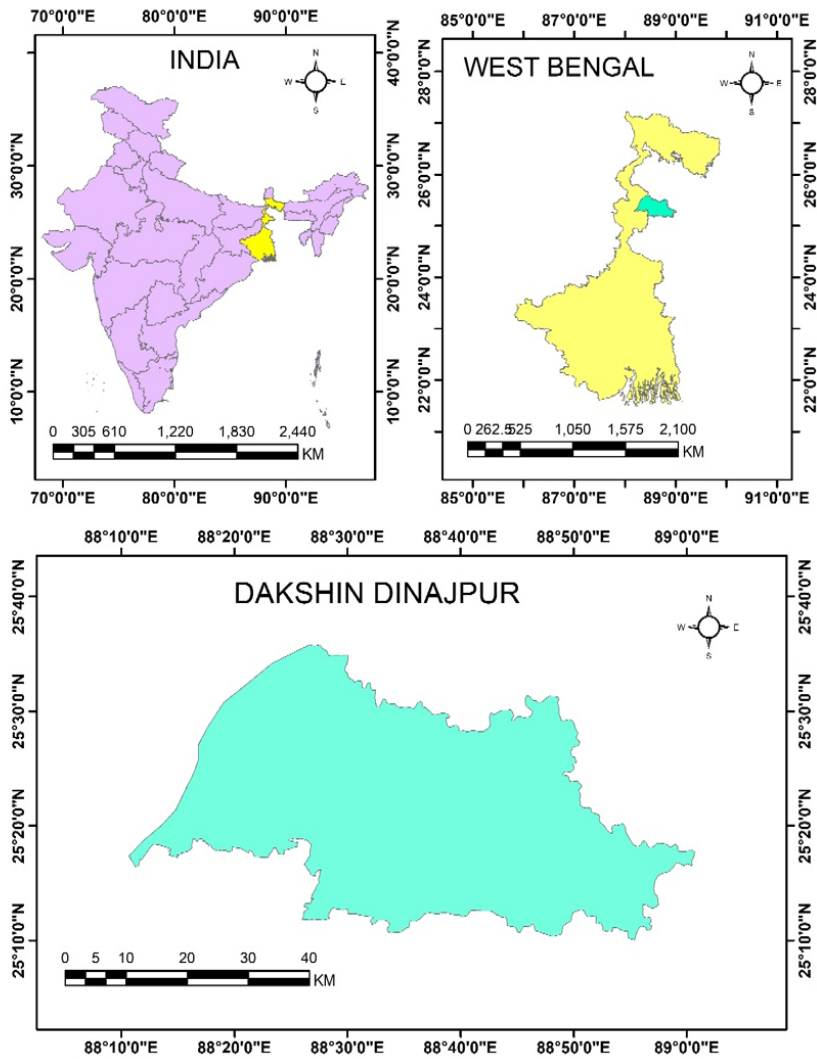 70°0'0"E 80°0'0"E 90°0'0"E
INDIA
N
W
L
S
40°0'0"N
30°0'0"N
30°0'0"N
20°0'0"N
20°0'0"N
10°0'0"N
10°0'0"N
0 305 610 1,220 1,830 2,440
KM
70°0'0"E 80°0'0"E 90°0'0"E
85°0'0"E 87°0'0"E 89°0'0"E 91°0'0"E
WEST BENGAL
N
W
E
S
28°0'0"N
28°0'0"N
26°0'0"N
26°0'0"N
24°0'0"N
24°0'0"N
22°0'0"N
22°0'0"N
0 262.5525 1,050 1,575 2,100
KM
85°0'0"E 87°0'0"E 89°0'0"E 91°0'0"E
88°10'0"E 88°20'0"E 88°30'0"E 88°40'0"E 88°50'0"E 89°0'0"E
DAKSHIN DINAJPUR
N
W
E
S
25°40'0"N
25°40'0"N
25°30'0"N
25°30'0"N
25°20'0"N
25°20'0"N
25°10'0"N
25°10'0"N
0 5 10 20 30 40
KM
88°10'0"E 88°20'0"E 88°30'0"E 88°40'0"E 88°50'0"E 89°0'0"E